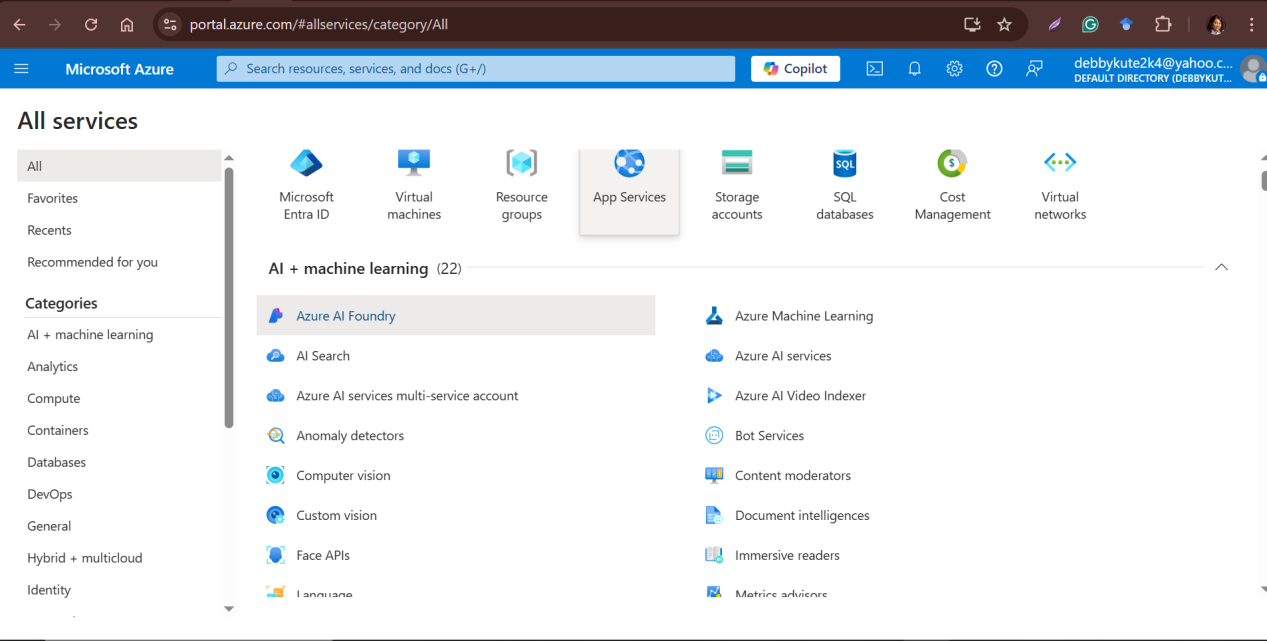 portal.azure.com/#allservices/category/All
Microsoft Azure
Search resources, services, and docs (G+/)
Copilot
debbykute2k4@yahoo.c...
DEFAULT DIRECTORY (DEBBYKUT...
All services
All
Favorites
Recents
Recommended for you
Categories
AI + machine learning
Analytics
Compute
Containers
Databases
DevOps
General
Hybrid + multicloud
Identity
Microsoft
Entra ID
Virtual
machines
Resource
groups
App Services
Storage
accounts
SQL
SQL
databases
Cost
Management
Virtual
networks
AI + machine learning (22)
Azure AI Foundry
Azure Machine Learning
AI Search
Azure AI services
Azure AI services multi-service account
Azure AI Video Indexer
Anomaly detectors
Bot Services
Computer vision
Content moderators
Custom vision
Document intelligences
Face APIs
Immersive readers
Language
Metrics advisors